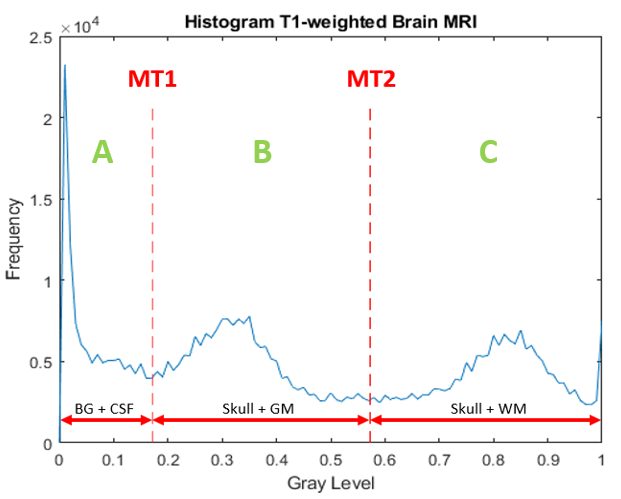 Histogram T1-weighted Brain MRI
×10⁴
2.5
2
1.5
1
0.5
0
Frequency
MT1
MT2
A
B
C
BG + CSF
Skull + GM
Skull + WM
0 0.1 0.2 0.3 0.4 0.5 0.6 0.7 0.8 0.9 1
Gray Level